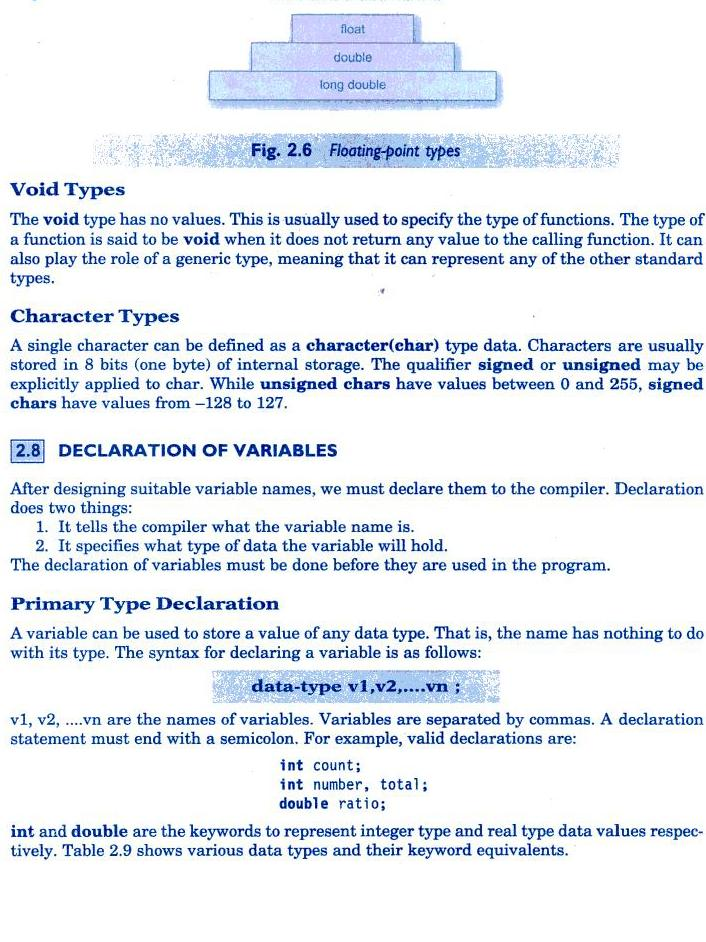 float
double
long double
Fig. 2.6 Floating-point types
Void Types
The void type has no values. This is usually used to specify the type of functions. The type of
a function is said to be void when it does not return any value to the calling function. It can
also play the role of a generic type, meaning that it can represent any of the other standard
types.
Character Types
A single character can be defined as a character(char) type data. Characters are usually
stored in 8 bits (one byte) of internal storage. The qualifier signed or unsigned may be
explicitly applied to char. While unsigned chars have values between 0 and 255, signed
chars have values from –128 to 127.
2.8 DECLARATION OF VARIABLES
After designing suitable variable names, we must declare them to the compiler. Declaration
does two things:
1. It tells the compiler what the variable name is.
2. It specifies what type of data the variable will hold.
The declaration of variables must be done before they are used in the program.
Primary Type Declaration
A variable can be used to store a value of any data type. That is, the name has nothing to do
with its type. The syntax for declaring a variable is as follows:
data-type v1,v2,....vn ;
v1, v2, ....vn are the names of variables. Variables are separated by commas. A declaration
statement must end with a semicolon. For example, valid declarations are:
int count;
int number, total;
double ratio;
int and double are the keywords to represent integer type and real type data values respec-
tively. Table 2.9 shows various data types and their keyword equivalents.